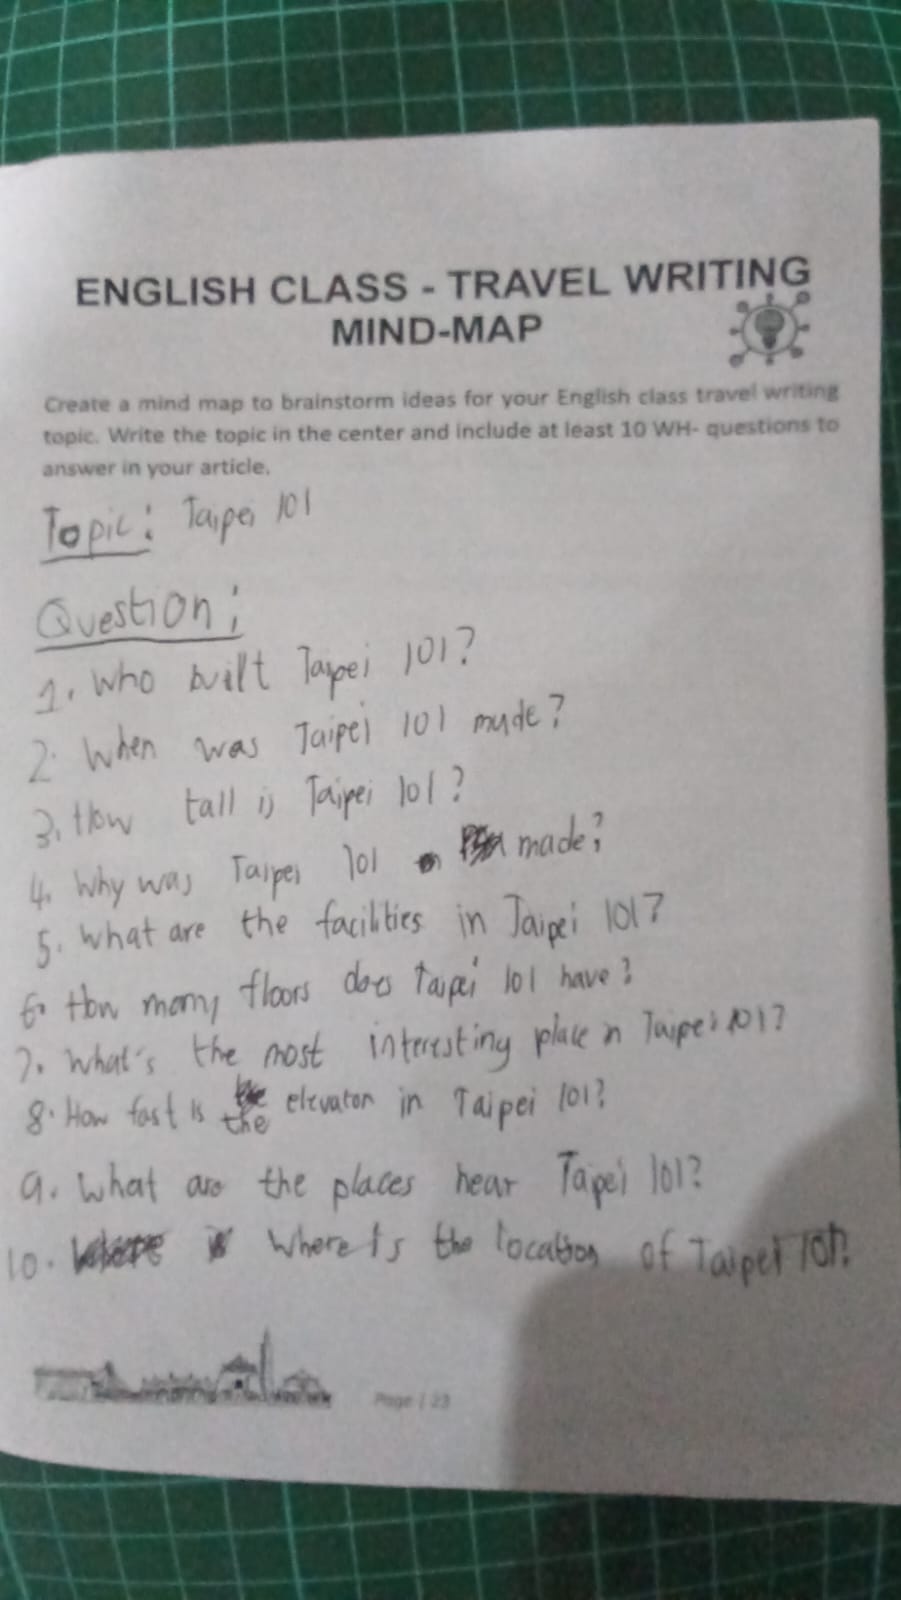 ENGLISH CLASS - TRAVEL WRITING
MIND-MAP
Create a mind map to brainstorm ideas for your English class travel writing
topic. Write the topic in the center and include at least 10 WH- questions to
answer in your article.
Topic: Taipei 101
Question:
1. Who built Taipei 101?
2. When was Taipei 101 made?
3. How tall is Taipei 101?
4. Why was Taipei 101 made?
5. What are the facilities in Taipei 101?
6. How many floors does Taipei 101 have?
7. What's the most interesting place in Taipei 101?
8. How fast is the elevator in Taipei 101?
9. What are the places near Taipei 101?
10. Where is the location of Taipei 101?
Page | 23